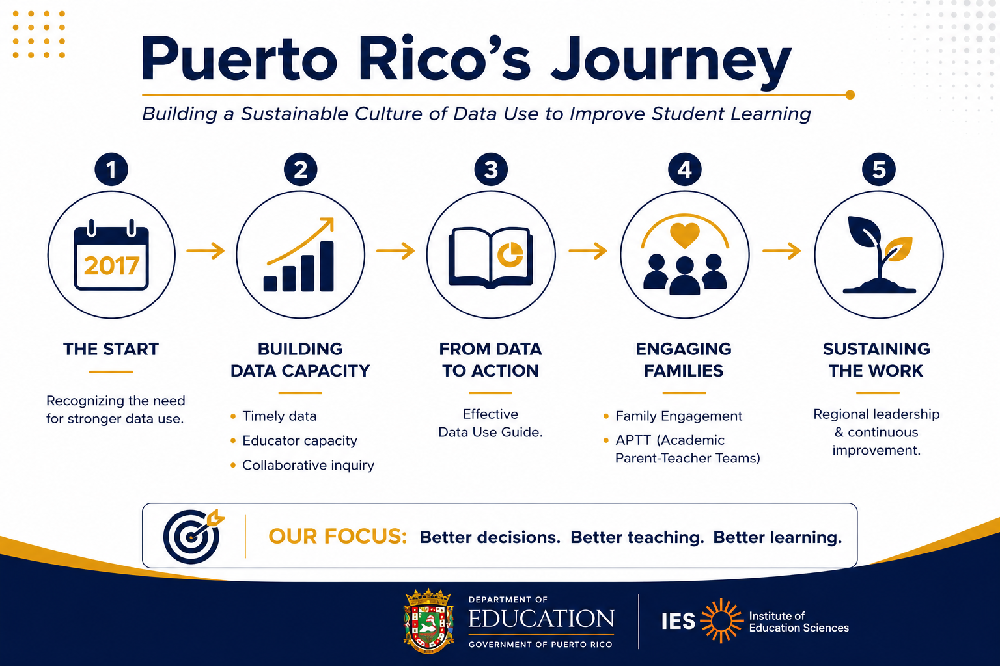 Puerto Rico's Journey
Building a Sustainable Culture of Data Use to Improve Student Learning
1
2017
THE START
Recognizing the need
for stronger data use.
2
BUILDING
DATA CAPACITY
• Timely data
• Educator capacity
• Collaborative inquiry
3
FROM DATA
TO ACTION
Effective
Data Use Guide.
4
ENGAGING
FAMILIES
• Family Engagement
• APTT (Academic
Parent-Teacher Teams)
5
SUSTAINING
THE WORK
Regional leadership
& continuous
improvement.
OUR FOCUS: Better decisions. Better teaching. Better learning.
DEPARTMENT OF
EDUCATION
GOVERNMENT OF PUERTO RICO
IES
Institute of
Education Sciences